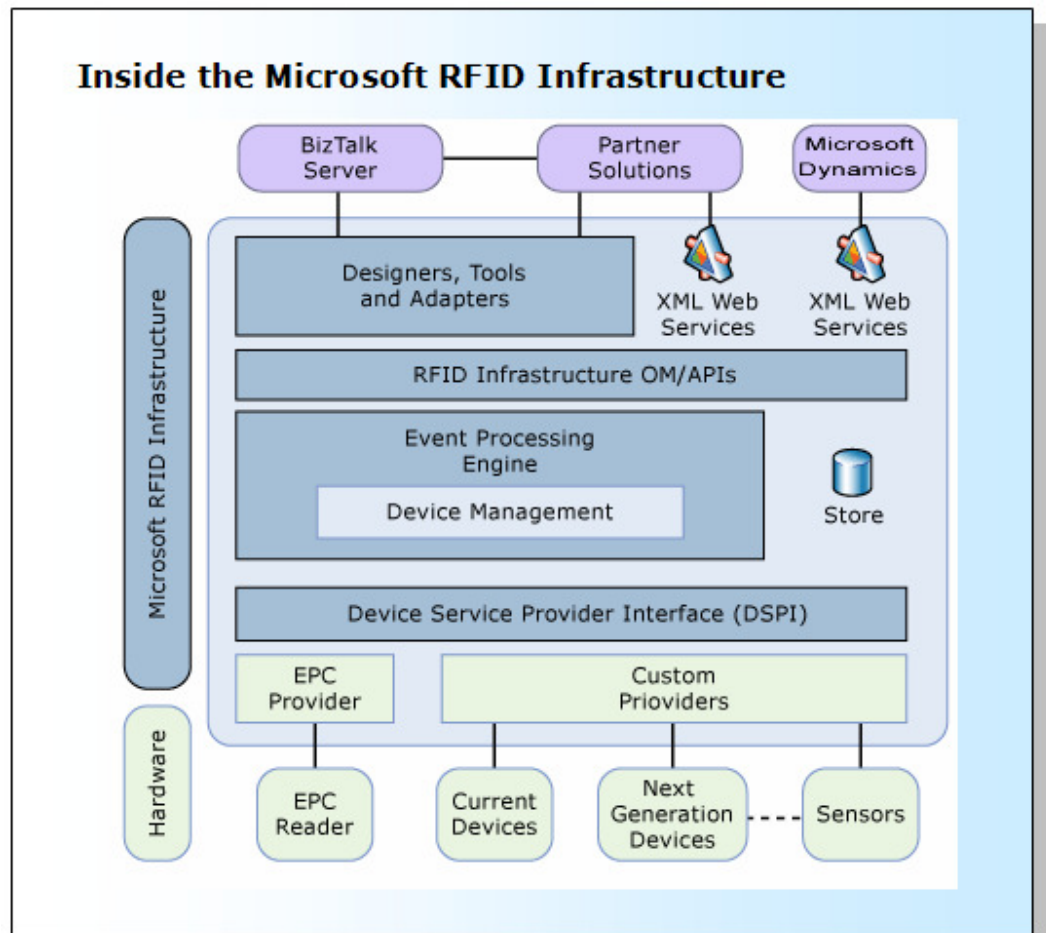 Inside the Microsoft RFID Infrastructure
BizTalk
Server
Partner
Solutions
Microsoft
Dynamics
Microsoft RFID Infrastructure
Designers, Tools
and Adapters
XML Web
Services
XML Web
Services
RFID Infrastructure OM/APIs
Event Processing
Engine
Device Management
Store
Device Service Provider Interface (DSPI)
EPC
Provider
Custom
Prioviders
Hardware
EPC
Reader
Current
Devices
Next
Generation
Devices
Sensors